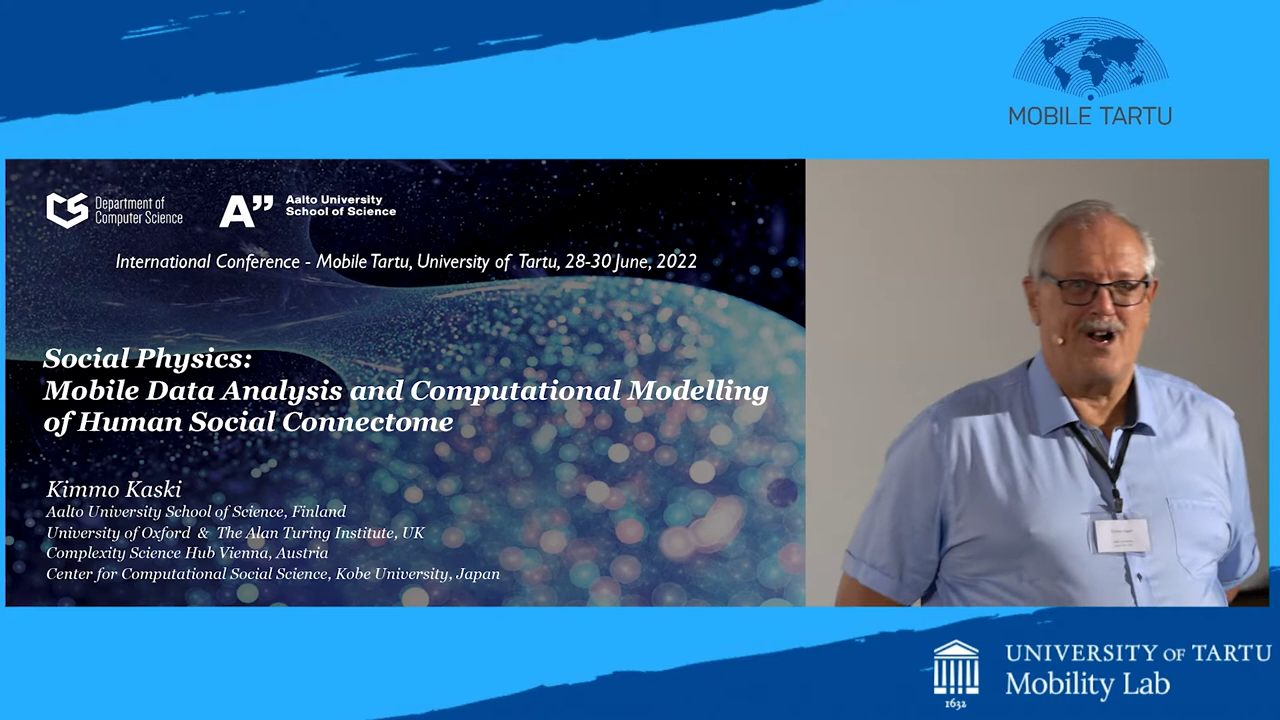 MOBILE TARTU
Department of
Computer Science
A”
Aalto University
School of Science
International Conference - Mobile Tartu, University of Tartu, 28-30 June, 2022
Social Physics:
Mobile Data Analysis and Computational Modelling
of Human Social Connectome
Kimmo Kaski
Aalto University School of Science, Finland
University of Oxford & The Alan Turing Institute, UK
Complexity Science Hub Vienna, Austria
Center for Computational Social Science, Kobe University, Japan
UNIVERSITY OF TARTU
Mobility Lab
1632